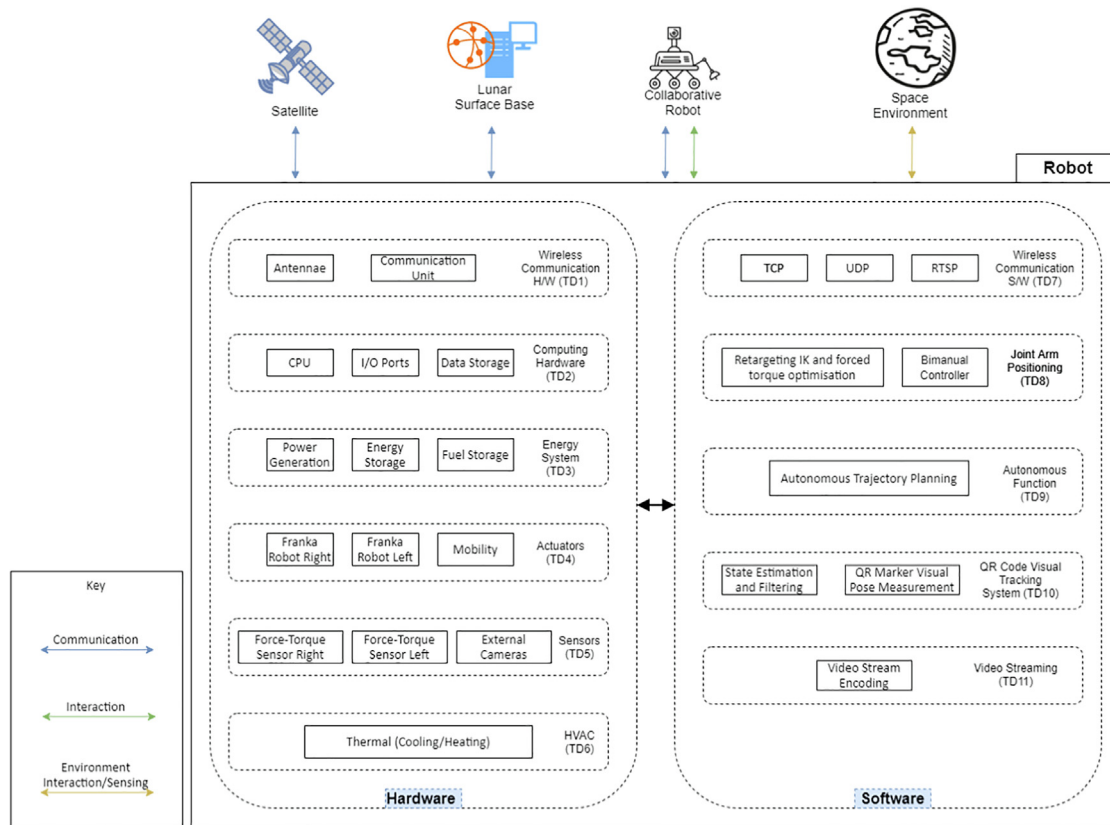 Satellite
Lunar
Surface Base
Collaborative
Robot
Space
Environment
Robot
Antennae
Communication
Unit
Wireless
Communication
H/W (TD1)
CPU
I/O Ports
Data Storage
Computing
Hardware
(TD2)
Power
Generation
Energy
Storage
Fuel Storage
Energy
System
(TD3)
Franka
Robot Right
Franka
Robot Left
Mobility
Actuators
(TD4)
Force-Torque
Sensor Right
Force-Torque
Sensor Left
External
Cameras
Sensors
(TD5)
Thermal (Cooling/Heating)
HVAC
(TD6)
Hardware
TCP
UDP
RTSP
Wireless
Communication
S/W (TD7)
Retargeting IK and forced
torque optimisation
Bimanual
Controller
Joint Arm
Positioning
(TD8)
Autonomous Trajectory Planning
Autonomous
Function
(TD9)
State Estimation
and Filtering
QR Marker Visual
Pose Measurement
QR Code Visual
Tracking
System (TD10)
Video Stream
Encoding
Video Streaming
(TD11)
Software
Key
Communication
Interaction
Environment
Interaction/Sensing